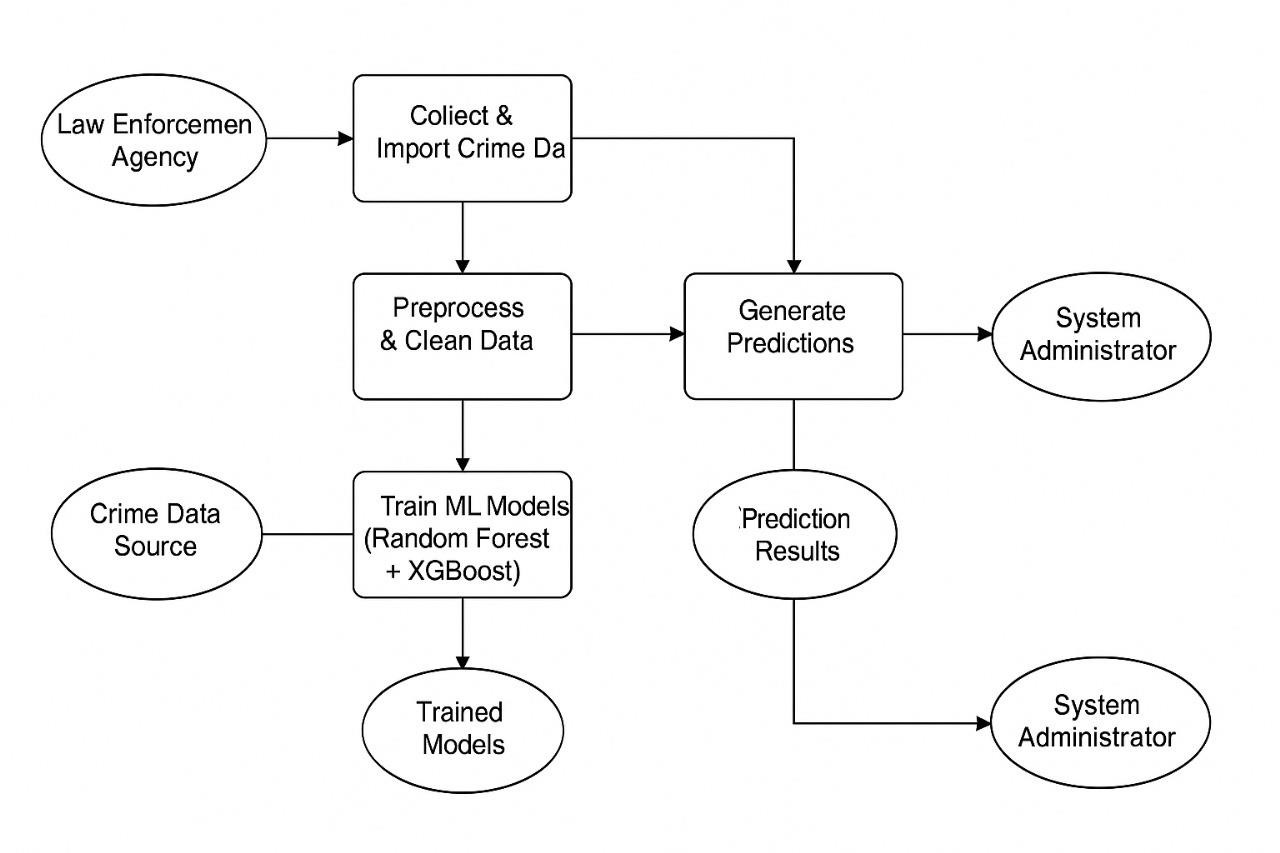 Law Enforcemen
Agency
Coliect &
Import Crime Da
Preprocess
& Clean Data
Generate
Predictions
System
Administrator
Crime Data
Source
Train ML Models
(Random Forest
+ XGBoost)
Prediction
Results
Trained
Models
System
Administrator